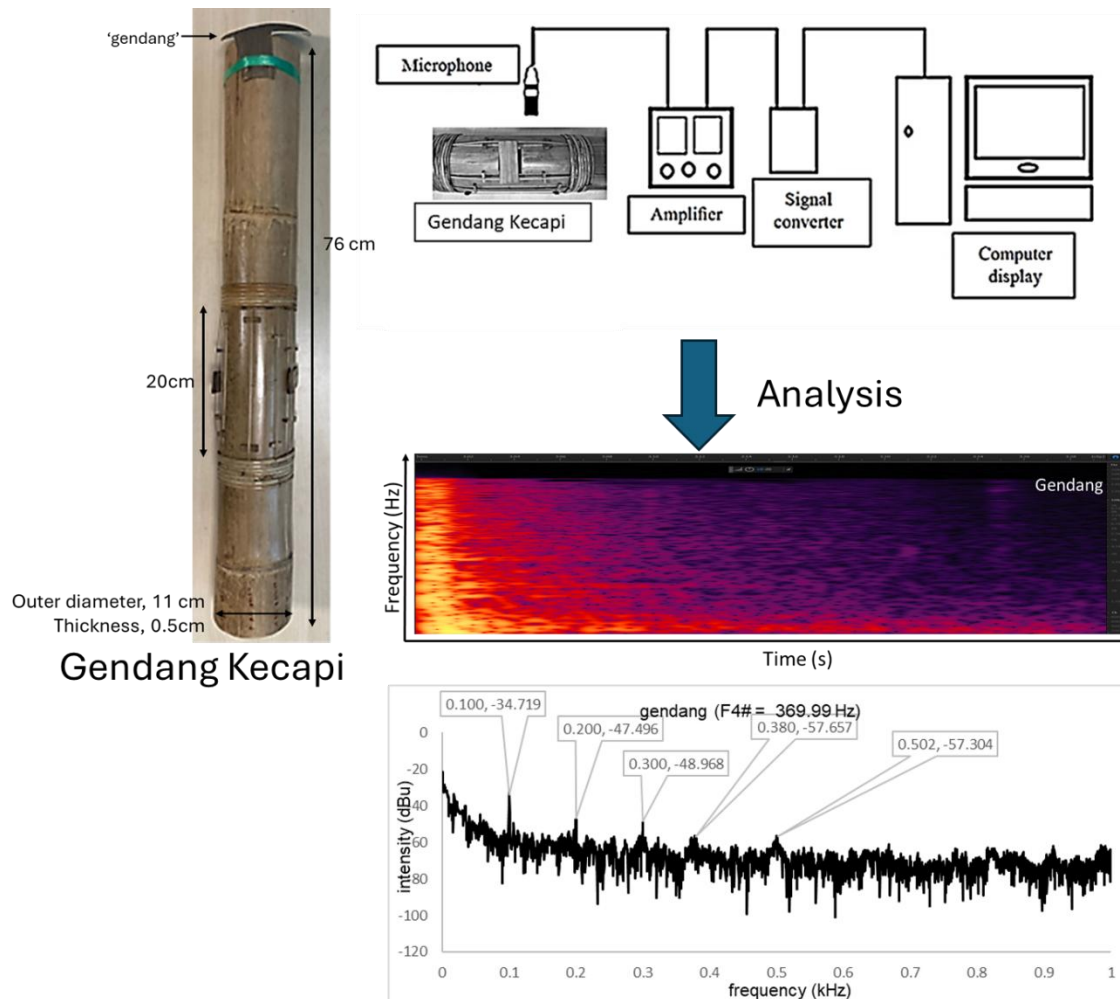 'gendang'
76 cm
20cm
Outer diameter, 11 cm
Thickness, 0.5cm
Gendang Kecapi
Microphone
Gendang Kecapi
Amplifier
Signal
converter
Computer
display
Analysis
Gendang
Frequency (Hz)
Time (s)
gendang (F4# = 369.99 Hz)
0.100, -34.719
0.200, -47.496
0.300, -48.968
0.380, -57.657
0.502, -57.304
intensity (dBu)
0
-20
-40
-60
-80
-100
-120
0
0.1
0.2
0.3
0.4
0.5
0.6
0.7
0.8
0.9
1
frequency (kHz)